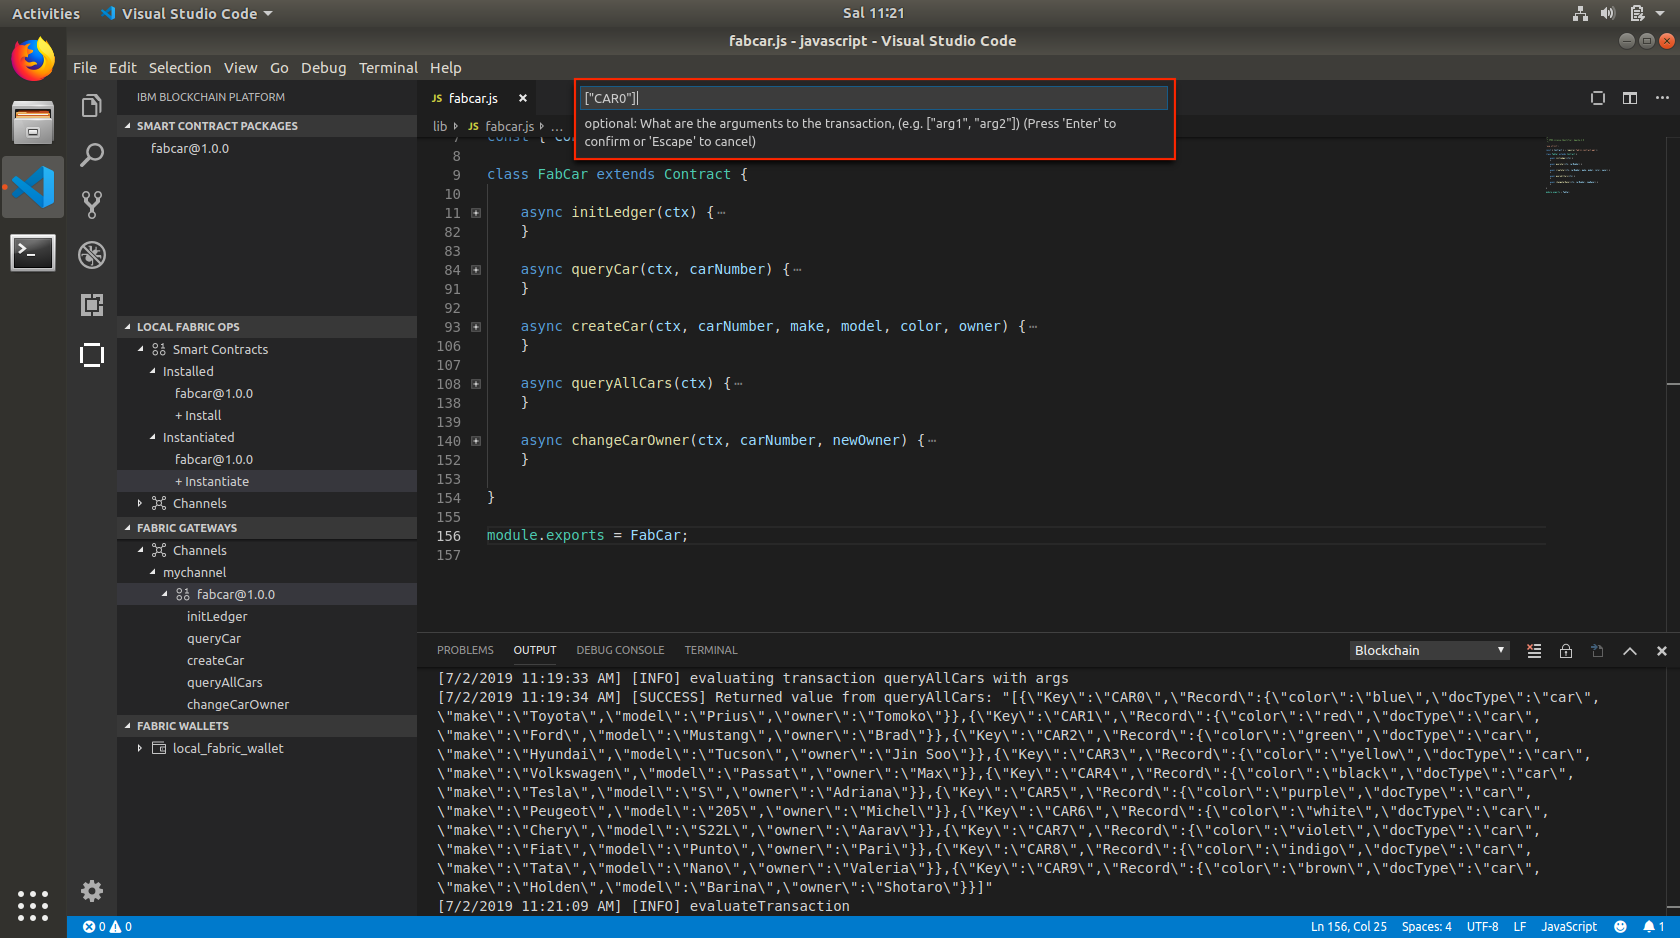 Activities
Visual Studio Code
Sal 11:21
fabcar.js - javascript - Visual Studio Code
File Edit Selection View Go Debug Terminal Help
IBM BLOCKCHAIN PLATFORM
SMART CONTRACT PACKAGES
fabcar@1.0.0
LOCAL FABRIC OPS
Smart Contracts
Installed
fabcar@1.0.0
+ Install
Instantiated
fabcar@1.0.0
+ Instantiate
Channels
FABRIC GATEWAYS
Channels
mychannel
fabcar@1.0.0
initLedger
queryCar
createCar
queryAllCars
changeCarOwner
FABRIC WALLETS
local_fabric_wallet
JS fabcar.js
lib JS fabcar.js ...
["CAR0"]
optional: What are the arguments to the transaction, (e.g. ["arg1", "arg2"]) (Press 'Enter' to
confirm or 'Escape' to cancel)
8
9 class FabCar extends Contract {
10
11 async initLedger(ctx) {…
82 }
83
84 async queryCar(ctx, carNumber) {…
91 }
92
93 async createCar(ctx, carNumber, make, model, color, owner) {…
106 }
107
108 async queryAllCars(ctx) {…
138 }
139
140 async changeCarOwner(ctx, carNumber, newOwner) {…
152 }
153
154 }
155
156 module.exports = FabCar;
157
PROBLEMS OUTPUT DEBUG CONSOLE TERMINAL
Blockchain
[7/2/2019 11:19:33 AM] [INFO] evaluating transaction queryAllCars with args
[7/2/2019 11:19:34 AM] [SUCCESS] Returned value from queryAllCars: "[{\"Key\":\"CAR0\",\"Record\":{\"color\":\"blue\",\"docType\":\"car\",
\"make\":\"Toyota\",\"model\":\"Prius\",\"owner\":\"Tomoko\"}},{\"Key\":\"CAR1\",\"Record\":{\"color\":\"red\",\"docType\":\"car\",
\"make\":\"Ford\",\"model\":\"Mustang\",\"owner\":\"Brad\"}},{\"Key\":\"CAR2\",\"Record\":{\"color\":\"green\",\"docType\":\"car\",
\"make\":\"Hyundai\",\"model\":\"Tucson\",\"owner\":\"Jin Soo\"}},{\"Key\":\"CAR3\",\"Record\":{\"color\":\"yellow\",\"docType\":\"car\",
\"make\":\"Volkswagen\",\"model\":\"Passat\",\"owner\":\"Max\"}},{\"Key\":\"CAR4\",\"Record\":{\"color\":\"black\",\"docType\":\"car\",
\"make\":\"Tesla\",\"model\":\"S\",\"owner\":\"Adriana\"}},{\"Key\":\"CAR5\",\"Record\":{\"color\":\"purple\",\"docType\":\"car\",
\"make\":\"Peugeot\",\"model\":\"205\",\"owner\":\"Michel\"}},{\"Key\":\"CAR6\",\"Record\":{\"color\":\"white\",\"docType\":\"car\",
\"make\":\"Chery\",\"model\":\"S22L\",\"owner\":\"Aarav\"}},{\"Key\":\"CAR7\",\"Record\":{\"color\":\"violet\",\"docType\":\"car\",
\"make\":\"Fiat\",\"model\":\"Punto\",\"owner\":\"Pari\"}},{\"Key\":\"CAR8\",\"Record\":{\"color\":\"indigo\",\"docType\":\"car\",
\"make\":\"Tata\",\"model\":\"Nano\",\"owner\":\"Valeria\"}},{\"Key\":\"CAR9\",\"Record\":{\"color\":\"brown\",\"docType\":\"car\",
\"make\":\"Holden\",\"model\":\"Barina\",\"owner\":\"Shotaro\"}}]"
[7/2/2019 11:21:09 AM] [INFO] evaluateTransaction
0 0
Ln 156, Col 25 Spaces: 4 UTF-8 LF JavaScript 1